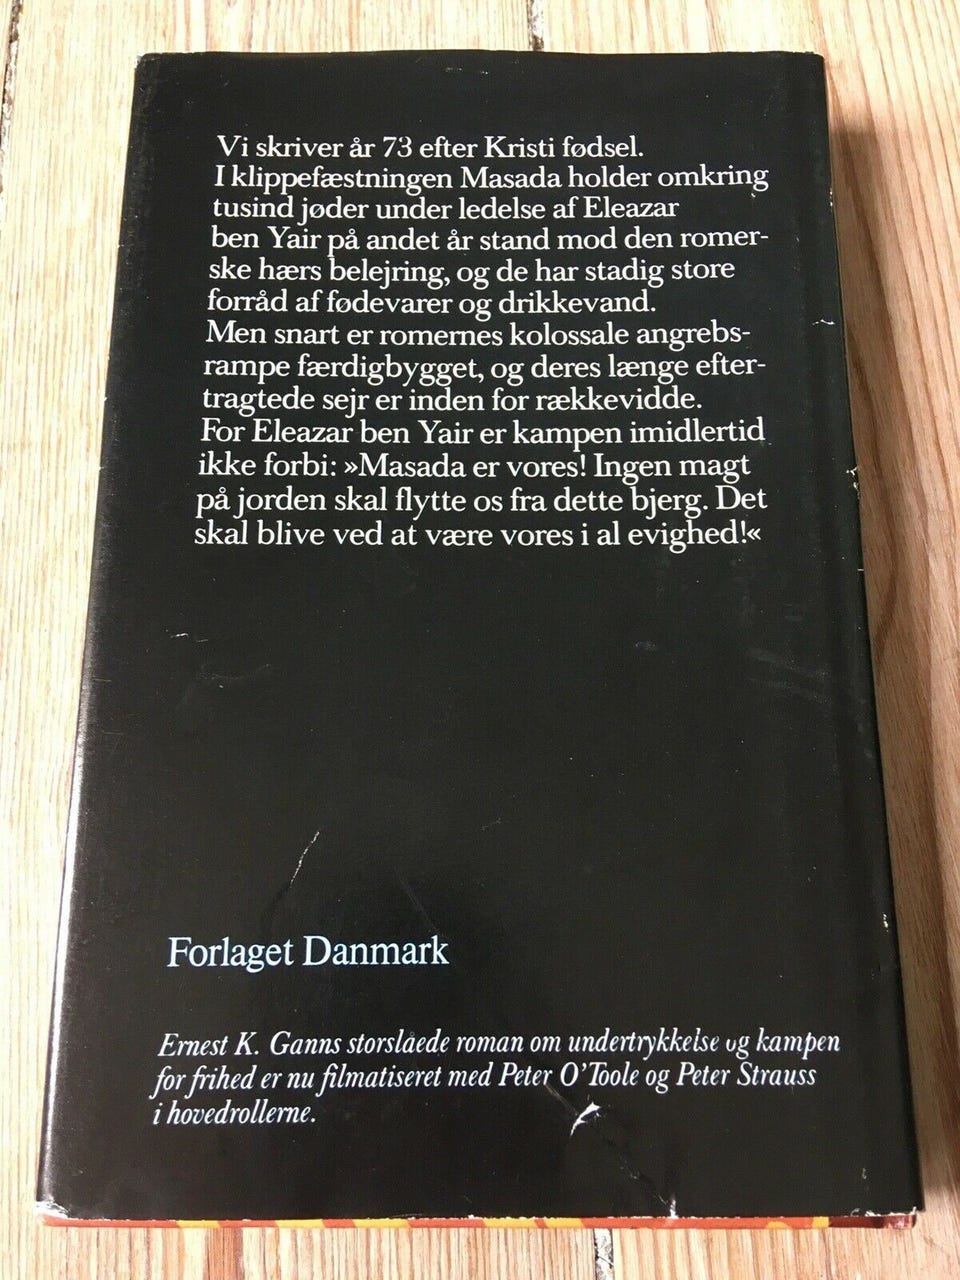 Vi skriver år 73 efter Kristi fødsel.
I klippefæstningen Masada holder omkring
tusind jøder under ledelse af Eleazar
ben Yair på andet år stand mod den romer-
ske hærs belejring, og de har stadig store
forråd af fødevarer og drikkevand.
Men snart er romernes kolossale angrebs-
rampe færdigbygget, og deres længe efter-
tragtede sejr er inden for rækkevidde.
For Eleazar ben Yair er kampen imidlertid
ikke forbi: »Masada er vores! Ingen magt
på jorden skal flytte os fra dette bjerg. Det
skal blive ved at være vores i al evighed!«
Forlaget Danmark
Ernest K. Ganns storslåede roman om undertrykkelse og kampen
for frihed er nu filmatiseret med Peter O'Toole og Peter Strauss
i hovedrollerne.